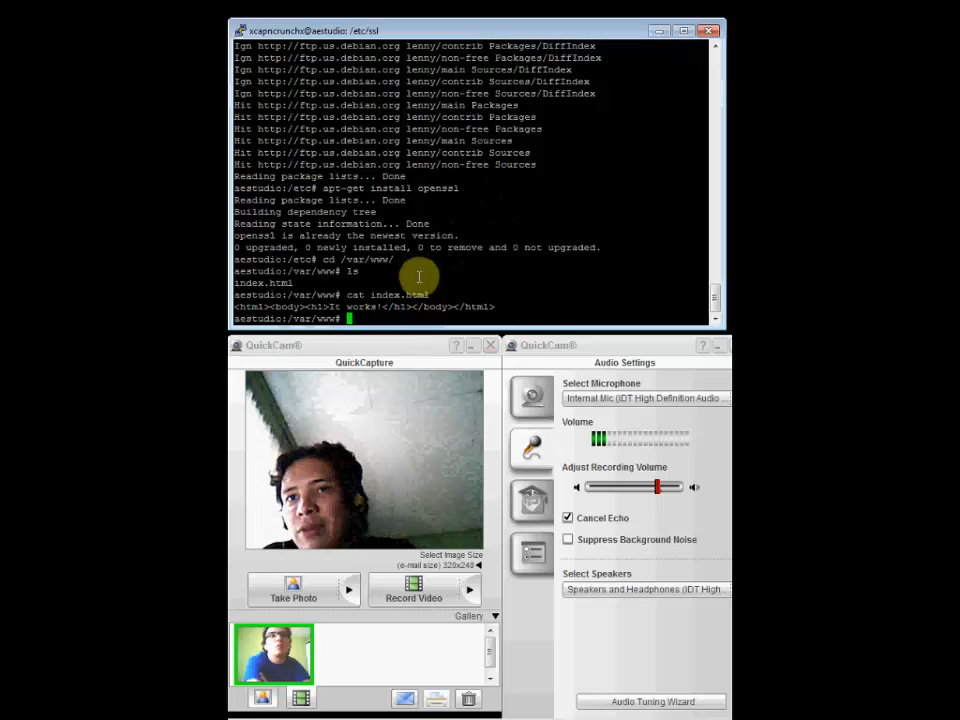 xcapncrunchx@aestudio: /etc/ssl
Ign http://ftp.us.debian.org lenny/contrib Packages/DiffIndex
Ign http://ftp.us.debian.org lenny/non-free Packages/DiffIndex
Ign http://ftp.us.debian.org lenny/main Sources/DiffIndex
Ign http://ftp.us.debian.org lenny/contrib Sources/DiffIndex
Ign http://ftp.us.debian.org lenny/non-free Sources/DiffIndex
Hit http://ftp.us.debian.org lenny/main Packages
Hit http://ftp.us.debian.org lenny/contrib Packages
Hit http://ftp.us.debian.org lenny/non-free Packages
Hit http://ftp.us.debian.org lenny/main Sources
Hit http://ftp.us.debian.org lenny/contrib Sources
Hit http://ftp.us.debian.org lenny/non-free Sources
Reading package lists... Done
aestudio:/etc# apt-get install openssl
Reading package lists... Done
Building dependency tree
Reading state information... Done
openssl is already the newest version.
0 upgraded, 0 newly installed, 0 to remove and 0 not upgraded.
aestudio:/etc# cd /var/www/
aestudio:/var/www# ls
index.html
aestudio:/var/www# cat index.html
<html><body><h1>It works!</h1></body></html>
aestudio:/var/www#
QuickCam®
QuickCapture
Select Image Size
(e-mail size) 320x240
Take Photo
Record Video
Gallery
QuickCam®
Audio Settings
Select Microphone
Internal Mic (IDT High Definition Audio ...
Volume
Adjust Recording Volume
Cancel Echo
Suppress Background Noise
Select Speakers
Speakers and Headphones (IDT High ...
Audio Tuning Wizard